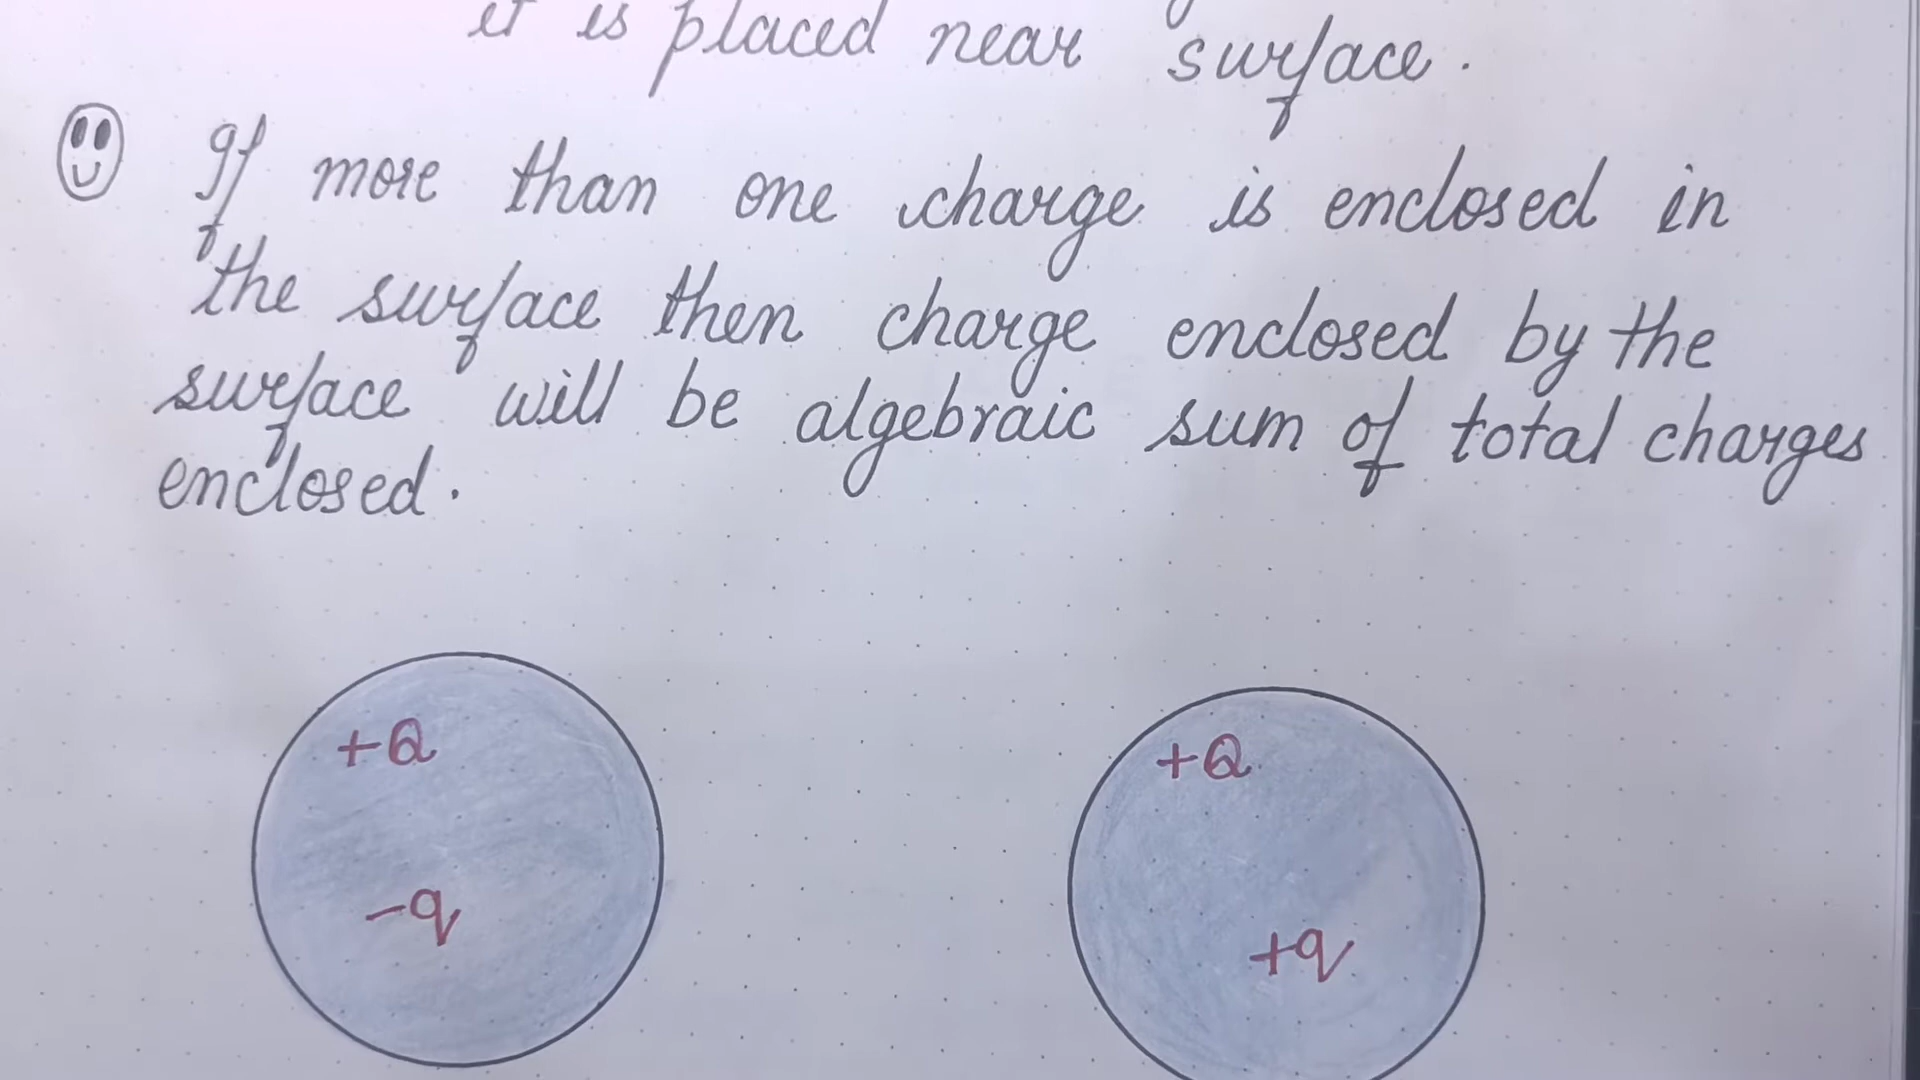 it is placed near surface.
If more than one charge is enclosed in
the surface then charge enclosed by the
surface will be algebraic sum of total charges
enclosed.
+Q
+Q
-q
+q